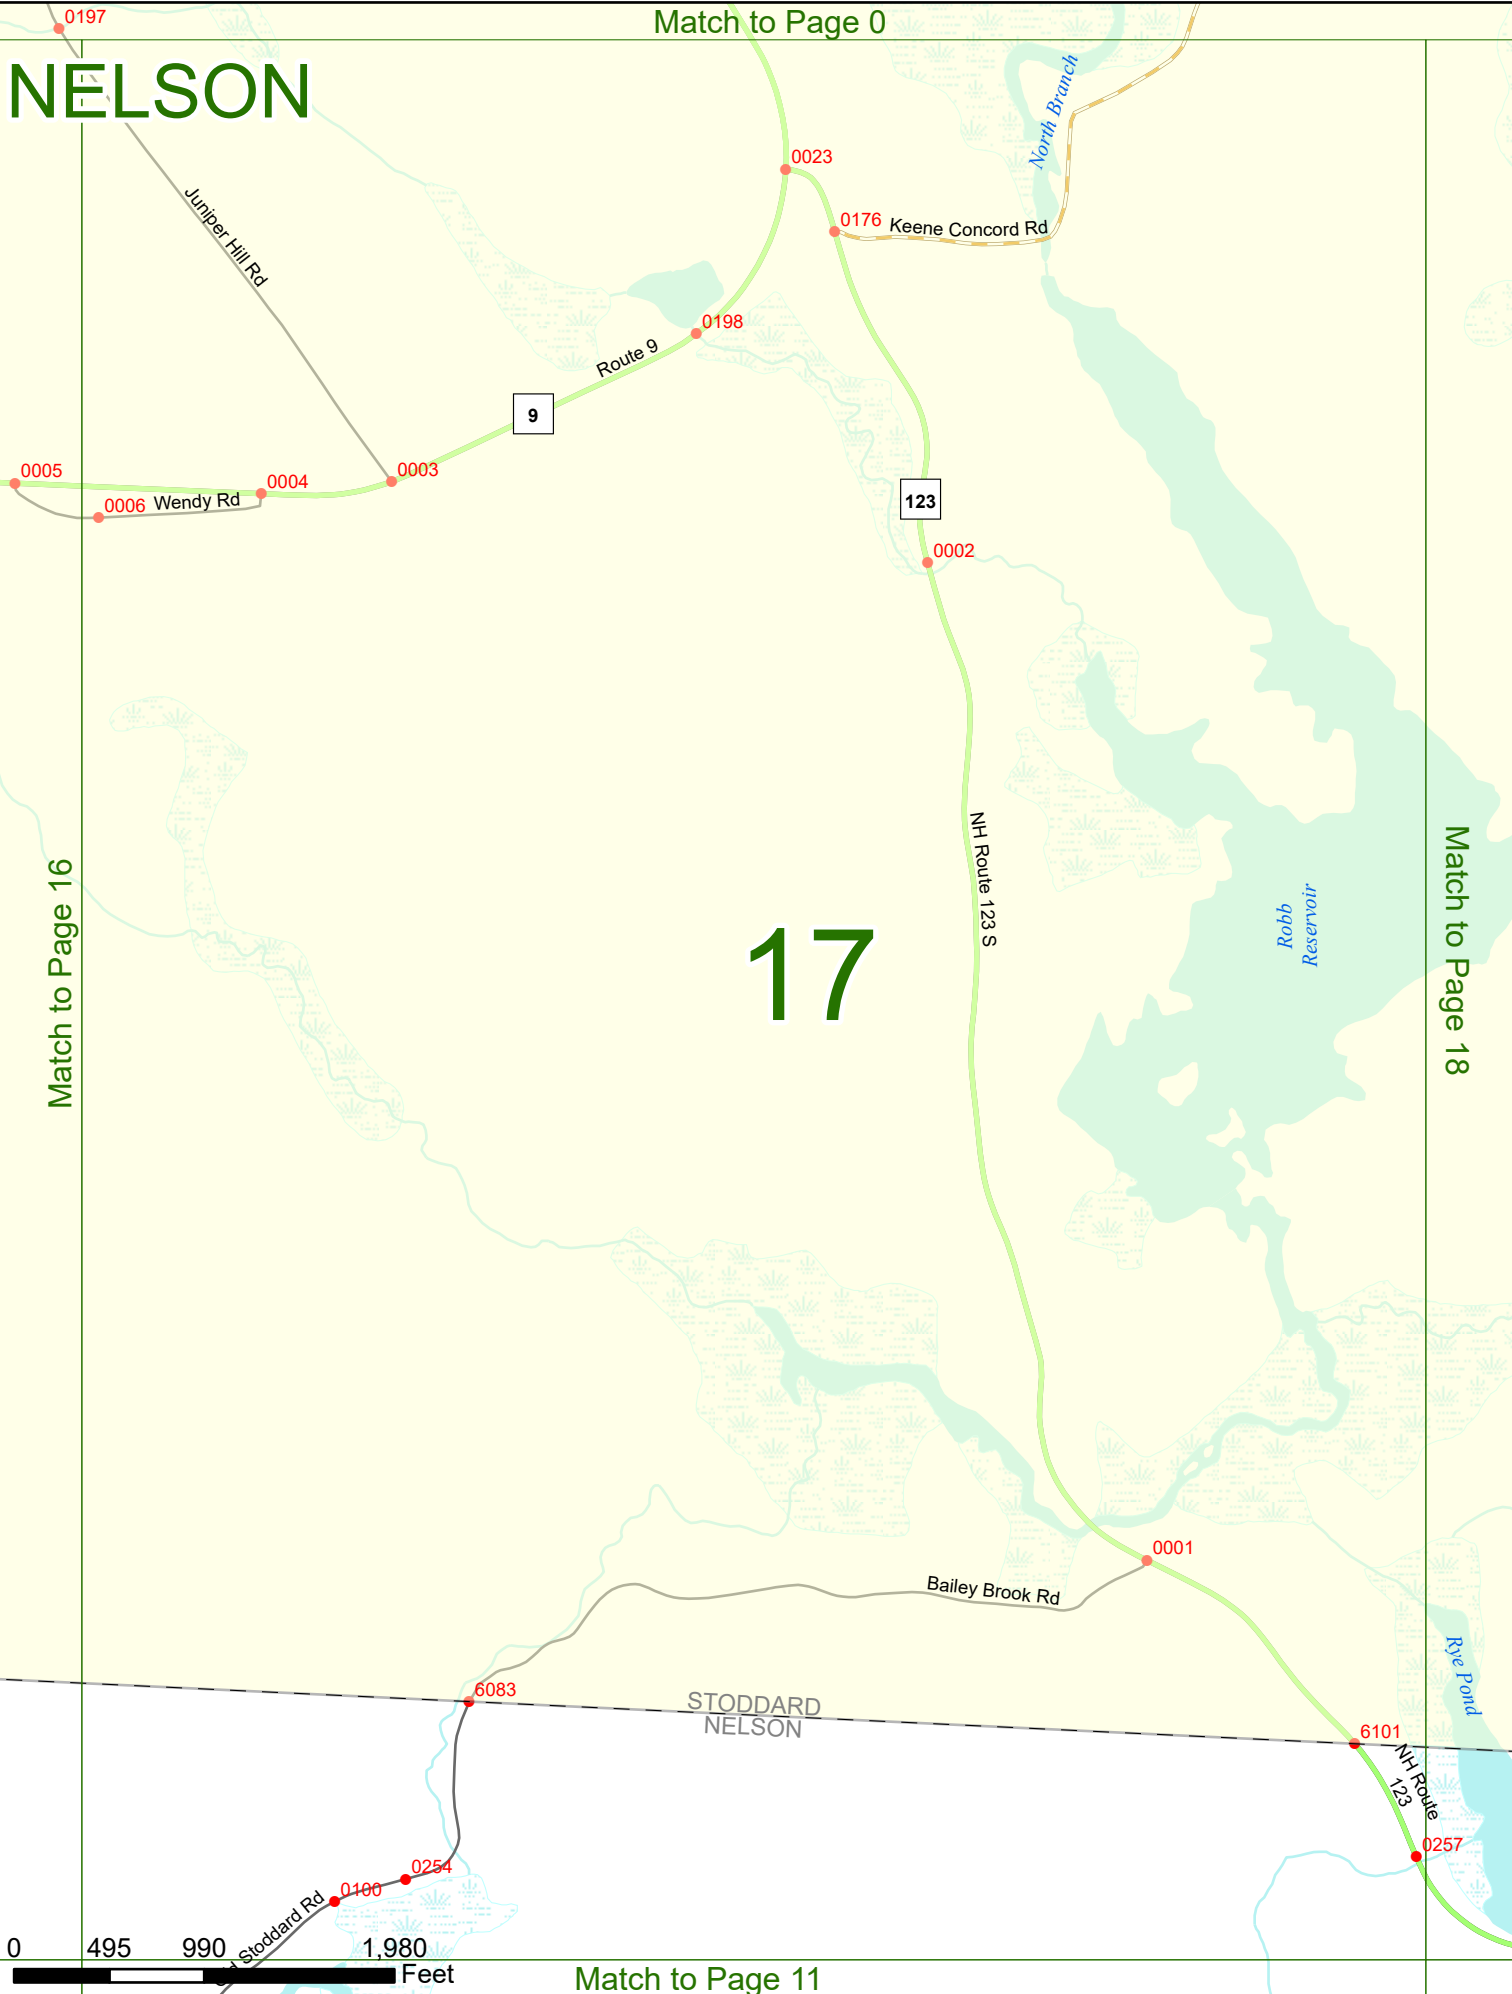 0197
Match to Page 0
NELSON
North Branch
0023
0176
Keene Concord Rd
Juniper Hill Rd
0198
Route 9
9
0005
0004
0003
0006
Wendy Rd
123
0002
NH Route 123 S
Match to Page 16
17
Robb
Reservoir
Match to Page 18
0001
Bailey Brook Rd
Rye Pond
6083
STODDARD
NELSON
6101
NH Route
123
0257
0254
0100
Old Stoddard Rd
0 495 990 1,980
Feet
Match to Page 11